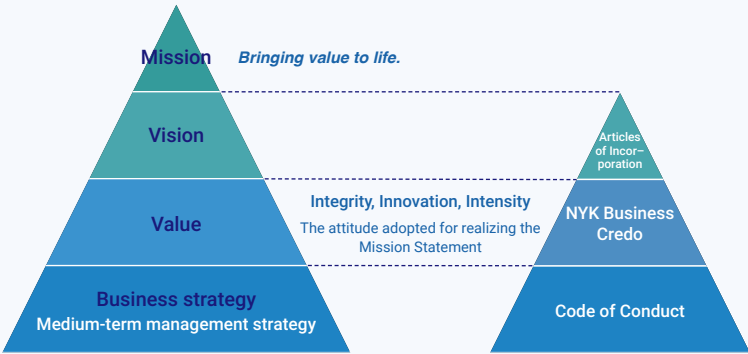 Mission
Bringing value to life.
Vision
Articles
of Incor–
poration
Value
Integrity, Innovation, Intensity
The attitude adopted for realizing the
Mission Statement
NYK Business
Credo
Business strategy
Medium-term management strategy
Code of Conduct